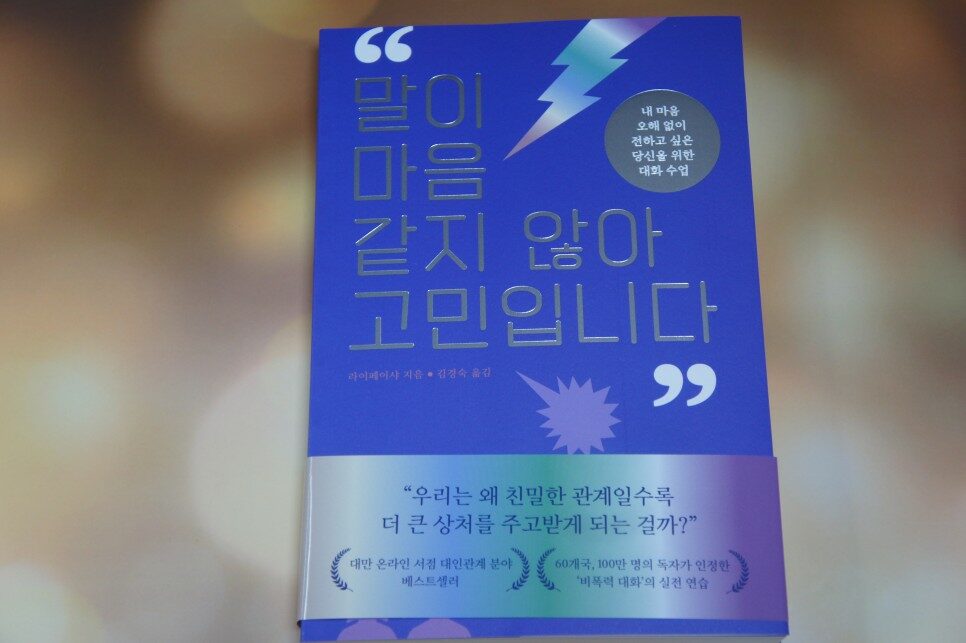 “
말이
마음
같지 않아
고민입니다
”
내 마음
오해 없이
전하고 싶은
당신을 위한
대화 수업
라이페이샤 지음 • 김경숙 옮김
“우리는 왜 친밀한 관계일수록
더 큰 상처를 주고받게 되는 걸까?”
대만 온라인 서점 대인관계 분야
베스트셀러
60개국, 100만 명의 독자가 인정한
‘비폭력 대화’의 실전 연습